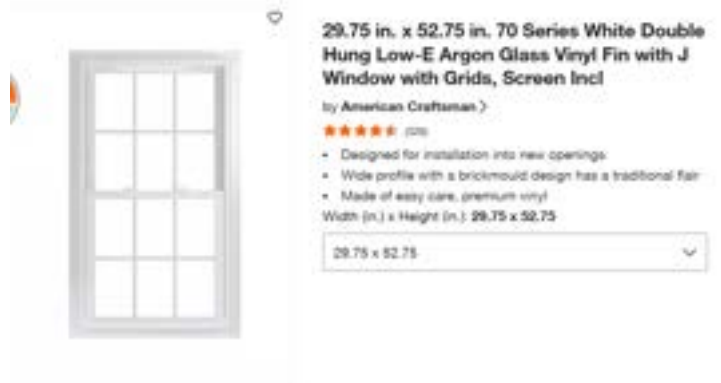 29.75 in. x 52.75 in. 70 Series White Double
Hung Low-E Argon Glass Vinyl Fin with J
Window with Grids, Screen Incl
by American Craftsman >
• Designed for installation into new openings
• Wide profile with a brickmould design has a traditional flair
• Made of easy care, premium vinyl
Width (in.) x Height (in.): 29.75 x 52.75
29.75 x 52.75